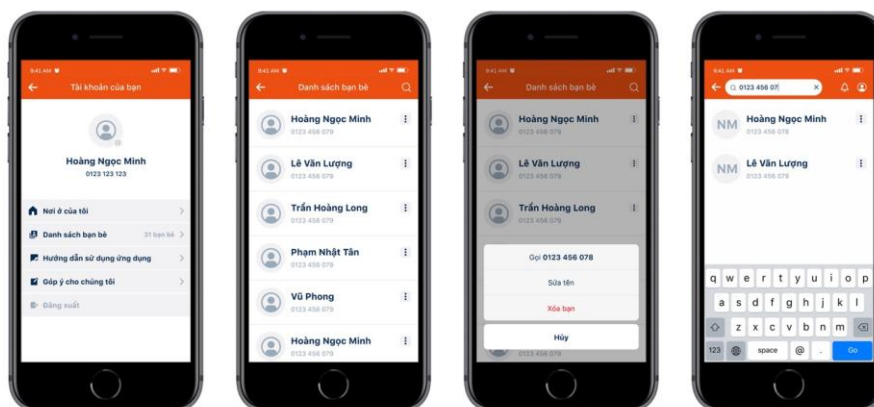 9:41 AM
Tài khoản của bạn
Hoàng Ngọc Minh
0123 123 123
Nơi ở của tôi
Danh sách bạn bè 31 bạn bè
Hướng dẫn sử dụng ứng dụng
Góp ý cho chúng tôi
Đăng xuất
9:41 AM
Danh sách bạn bè
Hoàng Ngọc Minh
0123 456 079
Lê Văn Lượng
0123 456 079
Trần Hoàng Long
0123 456 079
Phạm Nhật Tân
0123 456 079
Vũ Phong
0123 456 079
Hoàng Ngọc Minh
0123 456 079
9:41 AM
Danh sách bạn bè
Hoàng Ngọc Minh
0123 456 079
Lê Văn Lượng
0123 456 079
Trần Hoàng Long
0123 456 079
Gọi 0123 456 078
Sửa tên
Xóa bạn
Hủy
0123 456 079
9:41 AM
0123 456 07
NM Hoàng Ngọc Minh
0123 456 078
NM Lê Văn Lượng
0123 456 079
q w e r t y u i o p
a s d f g h j k l
z x c v b n m
123 space @ . Go